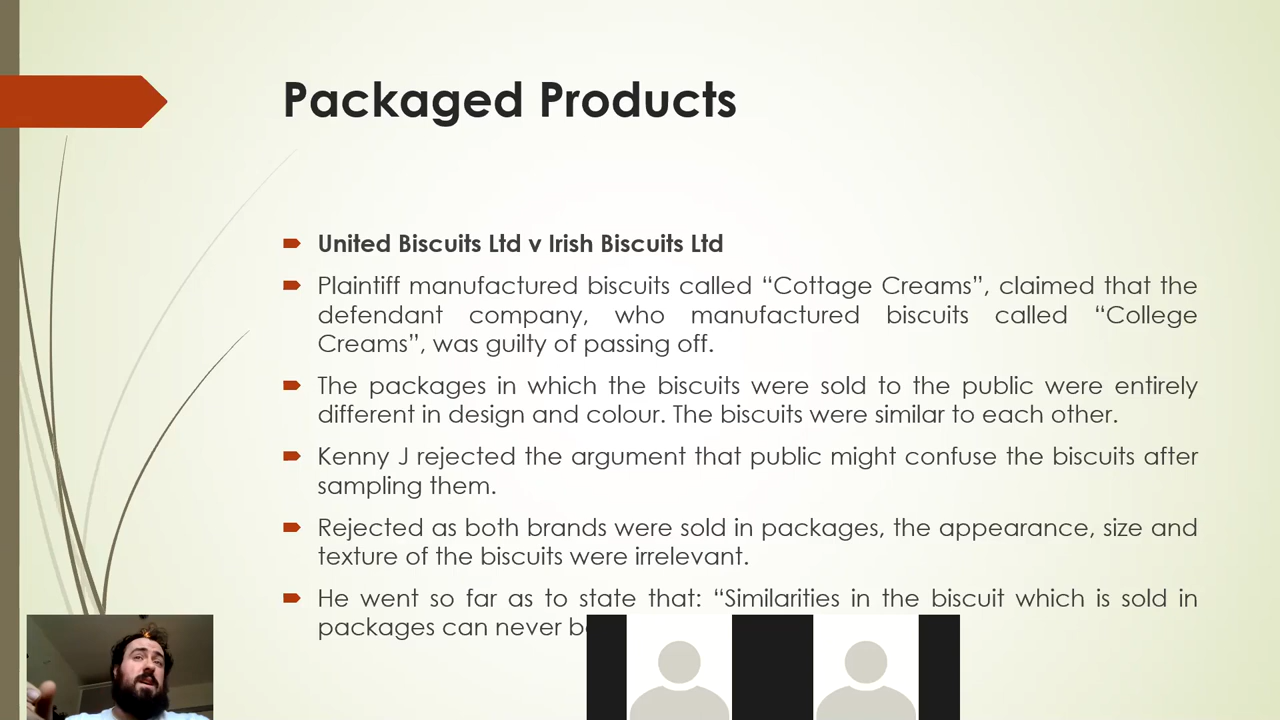 Packaged Products
United Biscuits Ltd v Irish Biscuits Ltd
Plaintiff manufactured biscuits called “Cottage Creams”, claimed that the
defendant company, who manufactured biscuits called “College
Creams”, was guilty of passing off.
The packages in which the biscuits were sold to the public were entirely
different in design and colour. The biscuits were similar to each other.
Kenny J rejected the argument that public might confuse the biscuits after
sampling them.
Rejected as both brands were sold in packages, the appearance, size and
texture of the biscuits were irrelevant.
He went so far as to state that: “Similarities in the biscuit which is sold in
packages can never